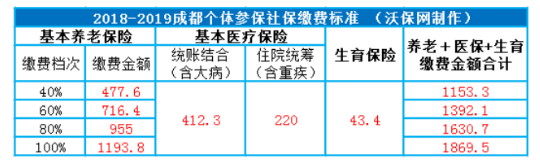 2018-2019成都个体参保社保缴费标准 （沃保网制作）
基本养老保险 基本医疗保险 生育保险 养老+医保+生育
缴费金额合计
缴费档次 缴费金额 统账结合
（含大病） 住院统筹
（含重疾）
40% 477.6 412.3 220 43.4 1153.3
60% 716.4 1392.1
80% 955 1630.7
100% 1193.8 1869.5